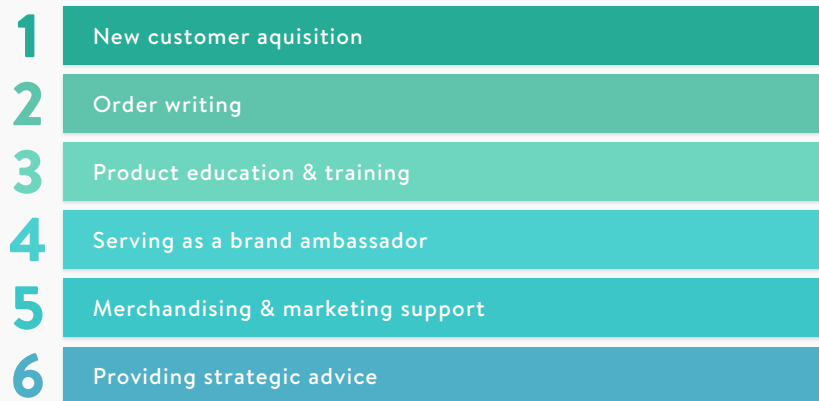 1 New customer aquisition
2 Order writing
3 Product education & training
4 Serving as a brand ambassador
5 Merchandising & marketing support
6 Providing strategic advice